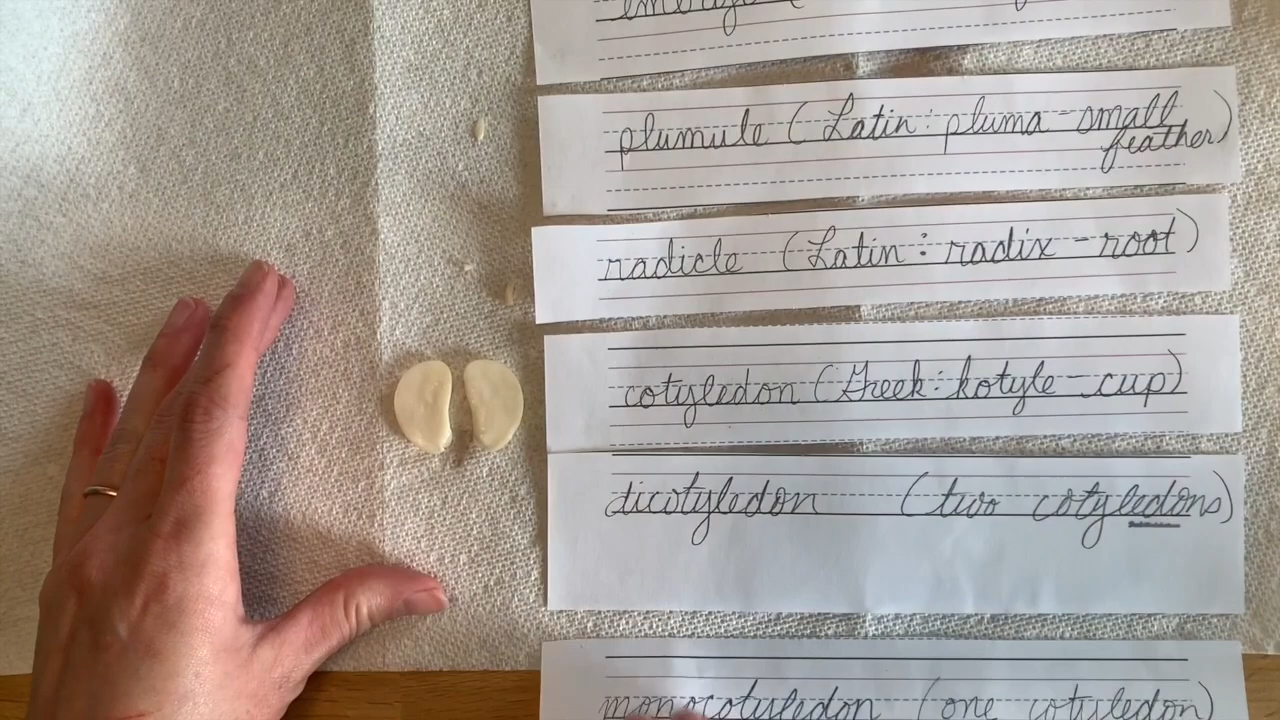 plumule (Latin: pluma - small
feather)
radicle (Latin: radix - root)
cotyledon (Greek: kotyle - cup)
dicotyledon (two cotyledons)
monocotyledon (one cotyledon)